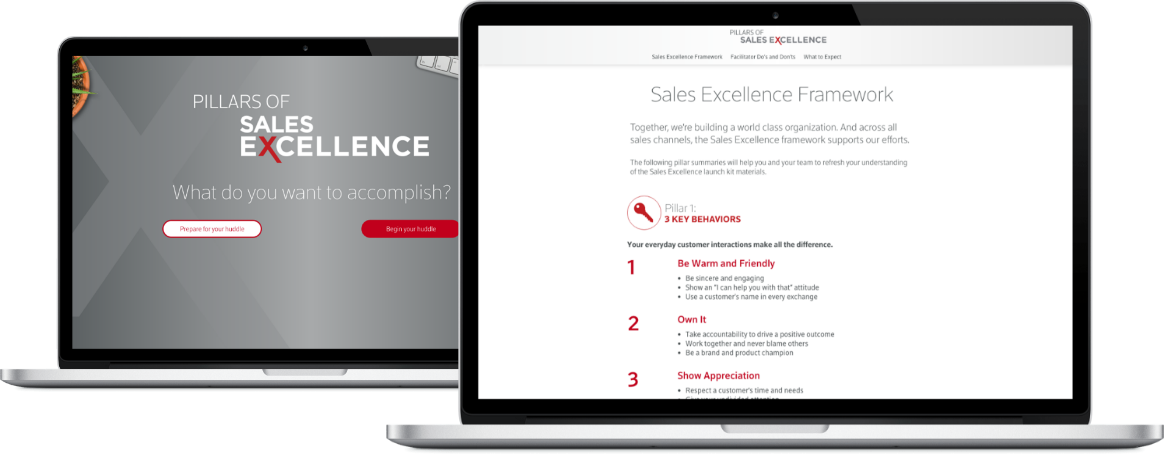 PILLARS OF
SALES
EXCELLENCE
What do you want to accomplish?
Prepare for your huddle
Begin your huddle
PILLARS OF
SALES EXCELLENCE
Sales Excellence Framework
Facilitator Do's and Don'ts
What to Expect
Sales Excellence Framework
Together, we're building a world class organization. And across all
sales channels, the Sales Excellence framework supports our efforts.
The following pillar summaries will help you and your team to refresh your understanding
of the Sales Excellence launch kit materials.
Pillar 1:
3 KEY BEHAVIORS
Your everyday customer interactions make all the difference.
1 Be Warm and Friendly
• Be sincere and engaging
• Show an "I can help you with that" attitude
• Use a customer's name in every exchange
2 Own It
• Take accountability to drive a positive outcome
• Work together and never blame others
• Be a brand and product champion
3 Show Appreciation
• Respect a customer's time and needs